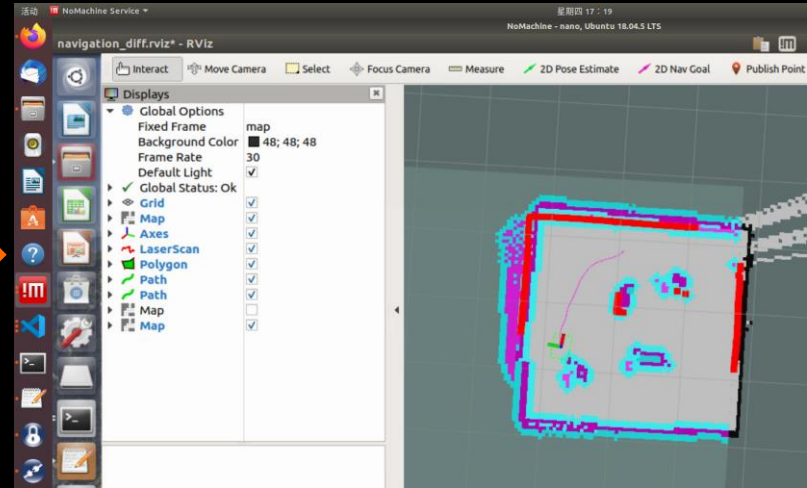 活动 NoMachine Service 星期四 17：19
NoMachine - nano, Ubuntu 18.04.5 LTS
navigation_diff.rviz* - RViz
Interact Move Camera Select Focus Camera Measure 2D Pose Estimate 2D Nav Goal Publish Point
Displays
Global Options
Fixed Frame map
Background Color 48; 48; 48
Frame Rate 30
Default Light
Global Status: Ok
Grid
Map
Axes
LaserScan
Polygon
Path
Path
Map
Map